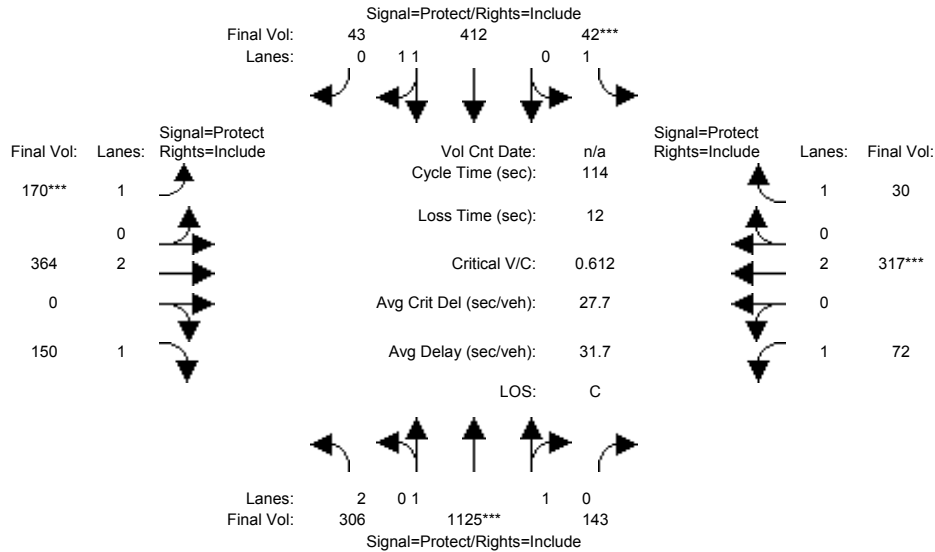 Signal=Protect/Rights=Include
Final Vol: 43 412 42***
Lanes: 0 1 1 0 1
Signal=Protect Signal=Protect
Final Vol: Lanes: Rights=Include Vol Cnt Date: n/a Rights=Include Lanes: Final Vol:
Cycle Time (sec): 114
170*** 1 1 30
Loss Time (sec): 12
0 0
364 2 Critical V/C: 0.612 2 317***
0 0 Avg Crit Del (sec/veh): 27.7 0
150 1 Avg Delay (sec/veh): 31.7 1 72
LOS: C
Lanes: 2 0 1 1 0
Final Vol: 306 1125*** 143
Signal=Protect/Rights=Include